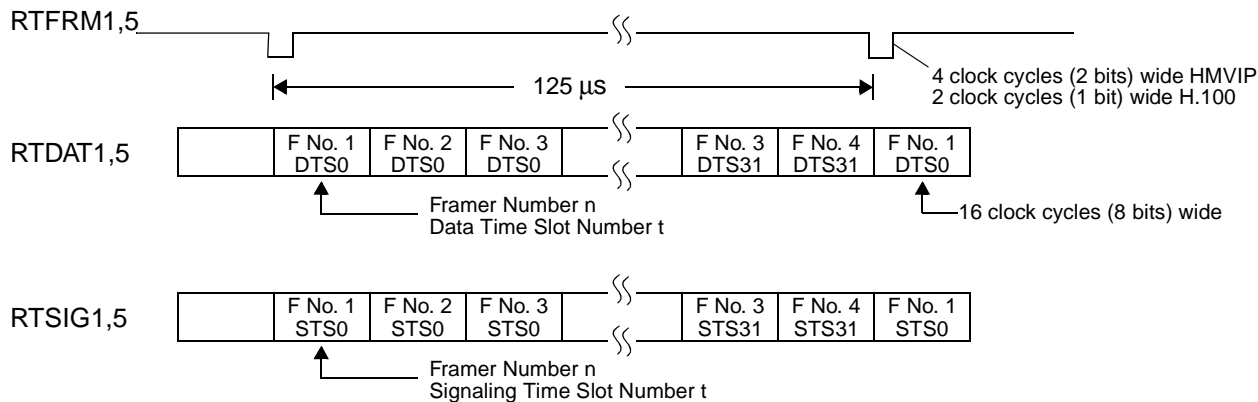 RTFRM1,5
4 clock cycles (2 bits) wide HMVIP
2 clock cycles (1 bit) wide H.100
125 µs
RTDAT1,5
F No. 1 F No. 2 F No. 3 F No. 3 F No. 4 F No. 1
DTS0 DTS0 DTS0 DTS31 DTS31 DTS0
Framer Number n
Data Time Slot Number t
16 clock cycles (8 bits) wide
RTSIG1,5
F No. 1 F No. 2 F No. 3 F No. 3 F No. 4 F No. 1
STS0 STS0 STS0 STS31 STS31 STS0
Framer Number n
Signaling Time Slot Number t